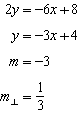 2y = −6x + 8
y = −3x + 4
m = −3
m⊥ = 1/3